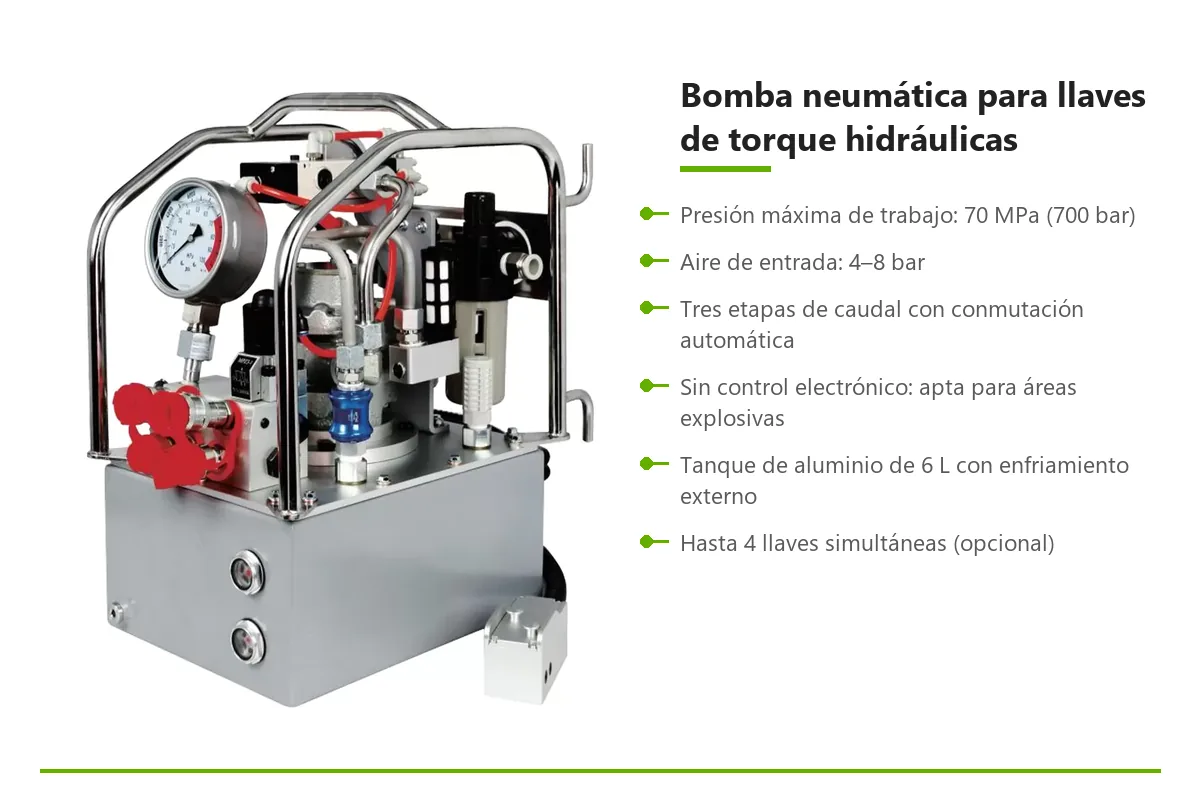 Bomba neumática para llaves
de torque hidráulicas
Presión máxima de trabajo: 70 MPa (700 bar)
Aire de entrada: 4–8 bar
Tres etapas de caudal con conmutación
automática
Sin control electrónico: apta para áreas
explosivas
Tanque de aluminio de 6 L con enfriamiento
externo
Hasta 4 llaves simultáneas (opcional)